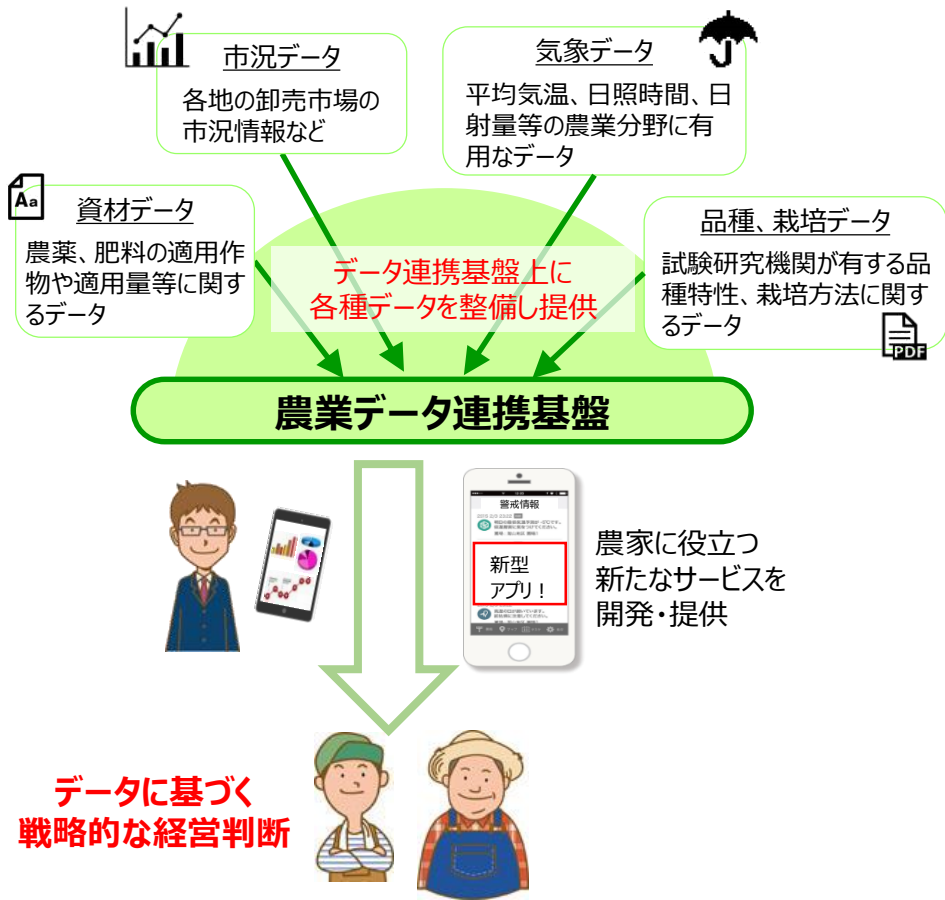 市況データ
各地の卸売市場の
市況情報など
気象データ
平均気温、日照時間、日
射量等の農業分野に有
用なデータ
Aa
資材データ
農薬、肥料の適用作
物や適用量等に関す
るデータ
品種、栽培データ
試験研究機関が有する品
種特性、栽培方法に関す
るデータ
PDF
データ連携基盤上に
各種データを整備し提供
農業データ連携基盤
警戒情報
新型
アプリ！
農家に役立つ
新たなサービスを
開発・提供
データに基づく
戦略的な経営判断